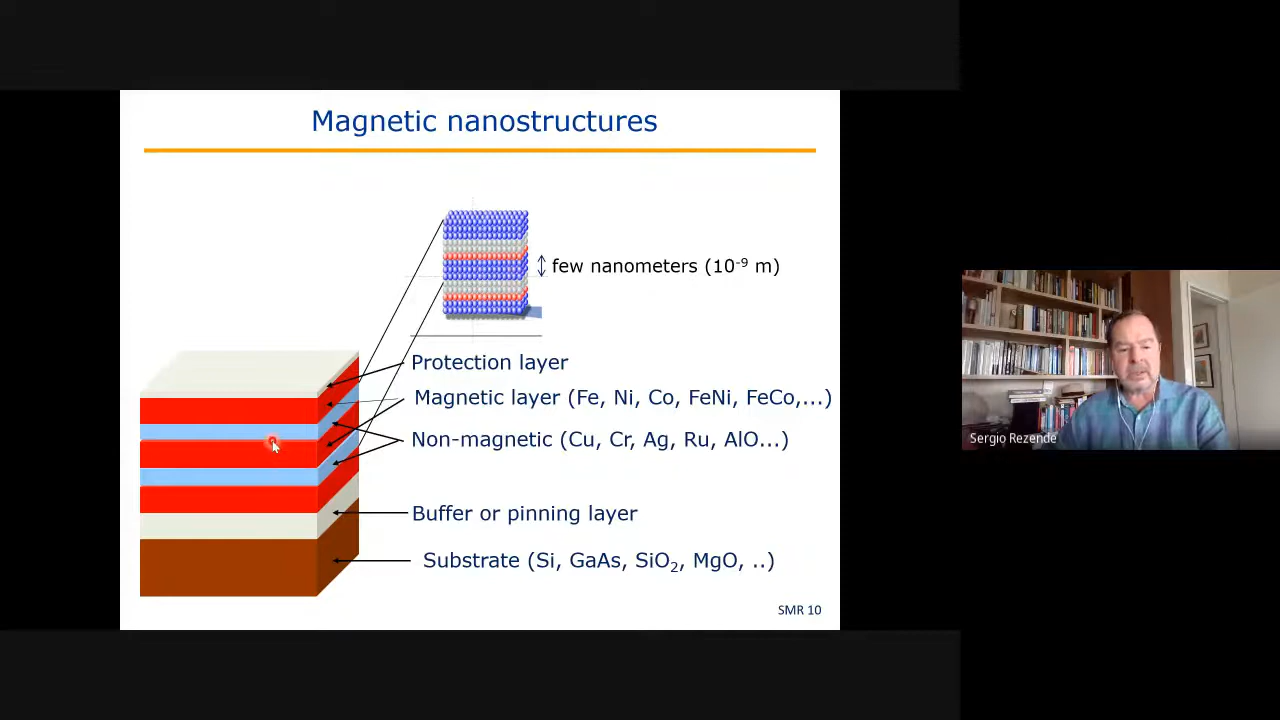 Magnetic nanostructures
few nanometers (10⁻⁹ m)
Protection layer
Magnetic layer (Fe, Ni, Co, FeNi, FeCo,...)
Non-magnetic (Cu, Cr, Ag, Ru, AlO...)
Buffer or pinning layer
Substrate (Si, GaAs, SiO₂, MgO, ..)
SMR 10
Sergio Rezende